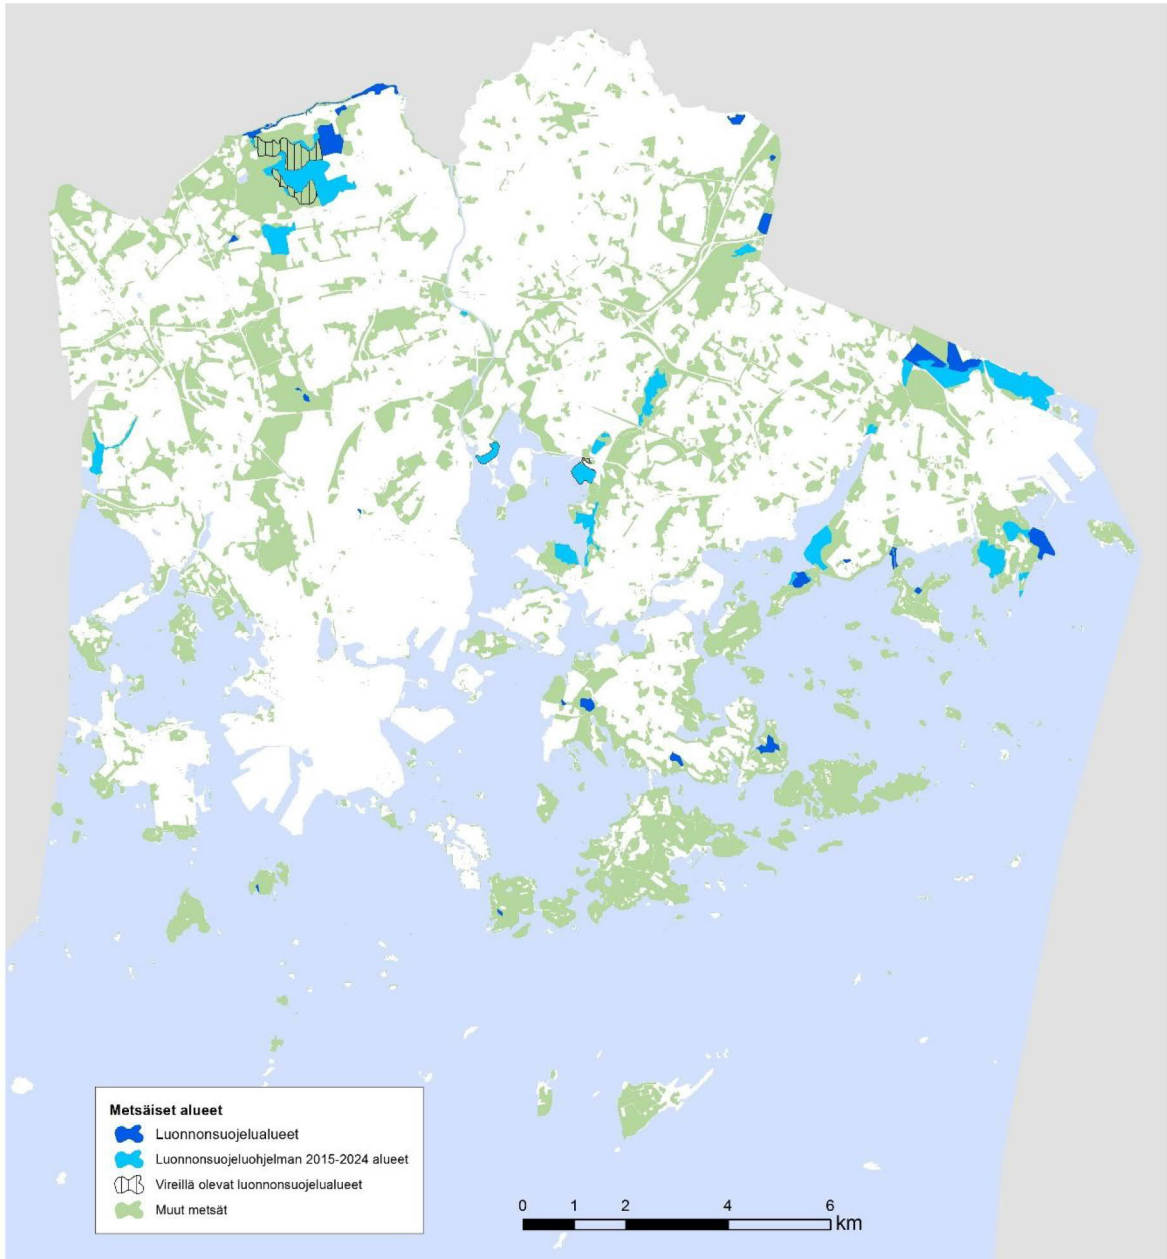 Metsäiset alueet
Luonnonsuojelualueet
Luonnonsuojeluohjelman 2015-2024 alueet
Vireillä olevat luonnonsuojelualueet
Muut metsät
0 1 2 4 6
km